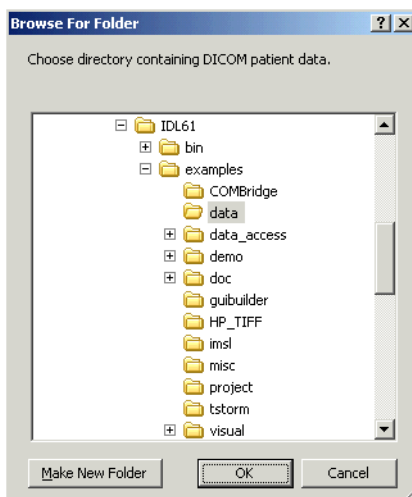 Browse For Folder
Choose directory containing DICOM patient data.
IDL61
bin
examples
COMBridge
data
data_access
demo
doc
guibuilder
HP_TIFF
imsl
misc
project
tstorm
visual
Make New Folder OK Cancel